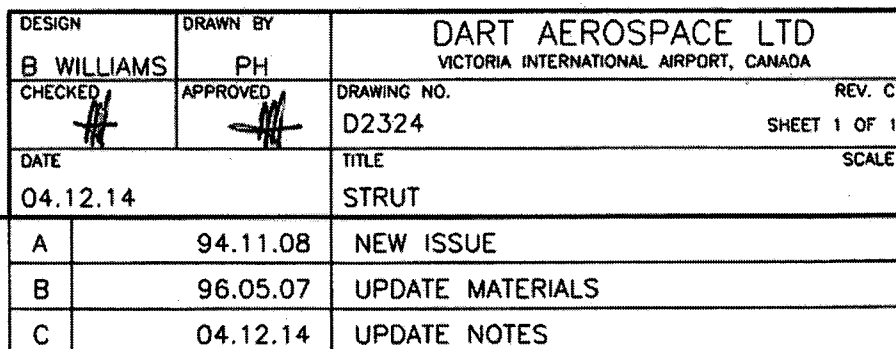 DESIGN
B WILLIAMS
DRAWN BY
PH
DART AEROSPACE LTD
VICTORIA INTERNATIONAL AIRPORT, CANADA
CHECKED
APPROVED
DRAWING NO.
D2324
REV. C
SHEET 1 OF 1
DATE
04.12.14
TITLE
STRUT
SCALE
A 94.11.08 NEW ISSUE
B 96.05.07 UPDATE MATERIALS
C 04.12.14 UPDATE NOTES